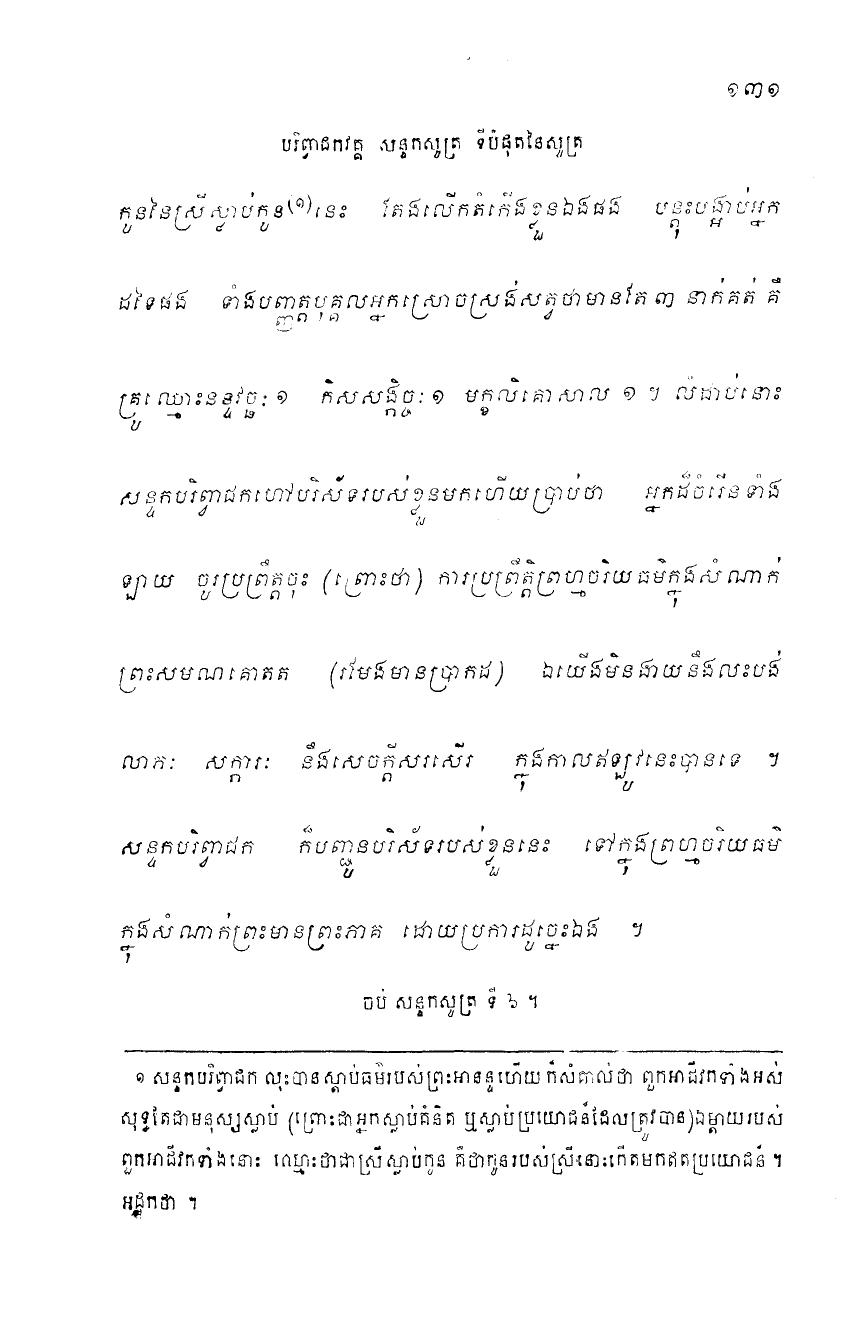 ១៣១
បរិព្វាជកវគ្គ សន្ទកសូត្រ ទីបំផុតនៃសូត្រ
កូននៃស្រីស្លាប់កូន(១)នេះ តែងលើកតំកើងខ្លួនឯងផង បន្តុះបង្អាប់អ្នក
ដទៃផង ទាំងបញ្ញត្តបុគ្គលអ្នកស្រោចស្រង់សត្វថាមានតែ ៣ នាក់គត់ គឺ
គ្រូឈ្មោះនន្ទវច្ឆៈ ១ កិសសង្កិច្ចៈ ១ មក្ខលិគោសាល ១ ។ លំដាប់នោះ
សន្ទកបរិព្វាជកហៅបរិស័ទរបស់ខ្លួនមកហើយប្រាប់ថា អ្នកដ៏ចំរើនទាំង
ឡាយ ចូរប្រព្រឹត្តចុះ (ព្រោះថា) ការប្រព្រឹត្តិព្រហ្មចរិយធម៌ក្នុងសំណាក់
ព្រះសមណគោតត (រមែងមានប្រាកដ) ឯយើងមិនងាយនឹងលះបង់
លាភៈ សក្ការៈ នឹងសេចក្តីសរសើរ ក្នុងកាលឥឡូវនេះបានទេ ។
សន្ទកបរិព្វាជក ក៏បញ្ជូនបរិស័ទរបស់ខ្លួននេះ ទៅក្នុងព្រហ្មចរិយធម៌
ក្នុងសំណាក់ព្រះមានព្រះភាគ ដោយប្រការដូច្នេះឯង ។
ចប់ សន្ទកសូត្រ ទី ៦ ។
១ សន្ទកបរិព្វាជក លុះបានស្តាប់ធម៌របស់ព្រះអានន្ទហើយ ក៏សំគាល់ថា ពួកអាជីវកទាំងអស់
សុទ្ធតែជាមនុស្សស្លាប់ (ព្រោះជាអ្នកស្លាប់គំនិត ឬស្លាប់ប្រយោជន៍ដែលត្រូវបាន)ឯម្តាយរបស់
ពួកអាជីវកទាំងនោះ ឈ្មោះថាជាស្រីស្លាប់កូន គឺថាកូនរបស់ស្រីនោះកើតមកឥតប្រយោជន៍ ។
អដ្ឋកថា ។